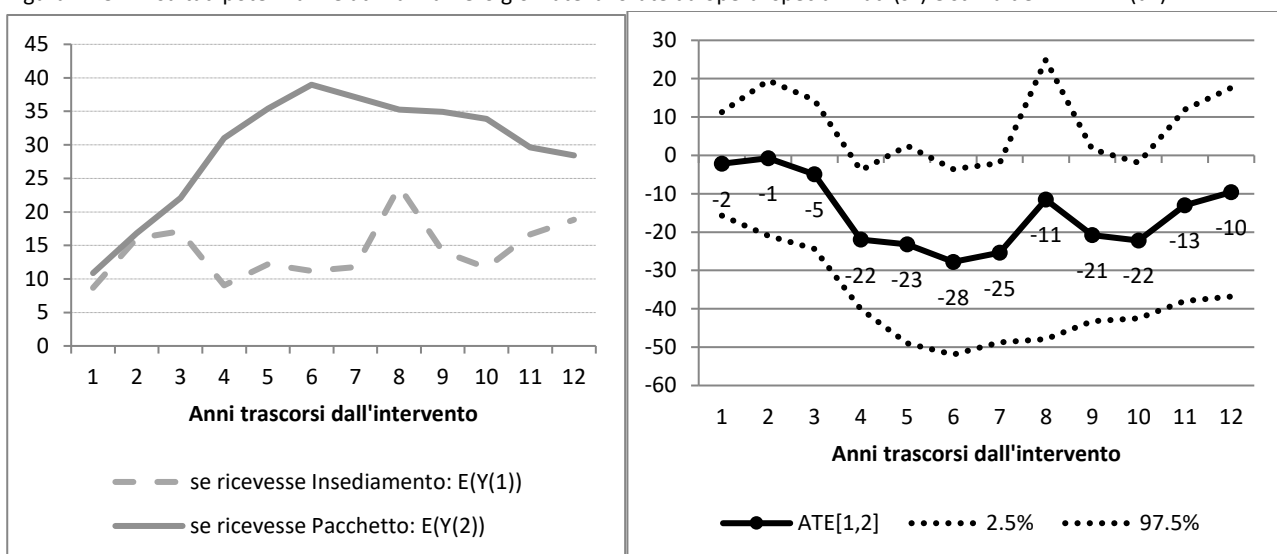 45
40
35
30
25
20
15
10
5
0
1 2 3 4 5 6 7 8 9 10 11 12
Anni trascorsi dall'intervento
se ricevesse Insediamento: E(Y(1))
se ricevesse Pacchetto: E(Y(2))
30
20
10
0
-10
-20
-30
-40
-50
-60
-2 -1 -5 -22 -23 -28 -25 -11 -21 -22 -13 -10
1 2 3 4 5 6 7 8 9 10 11 12
Anni trascorsi dall'intervento
ATE[1,2] 2.5% 97.5%